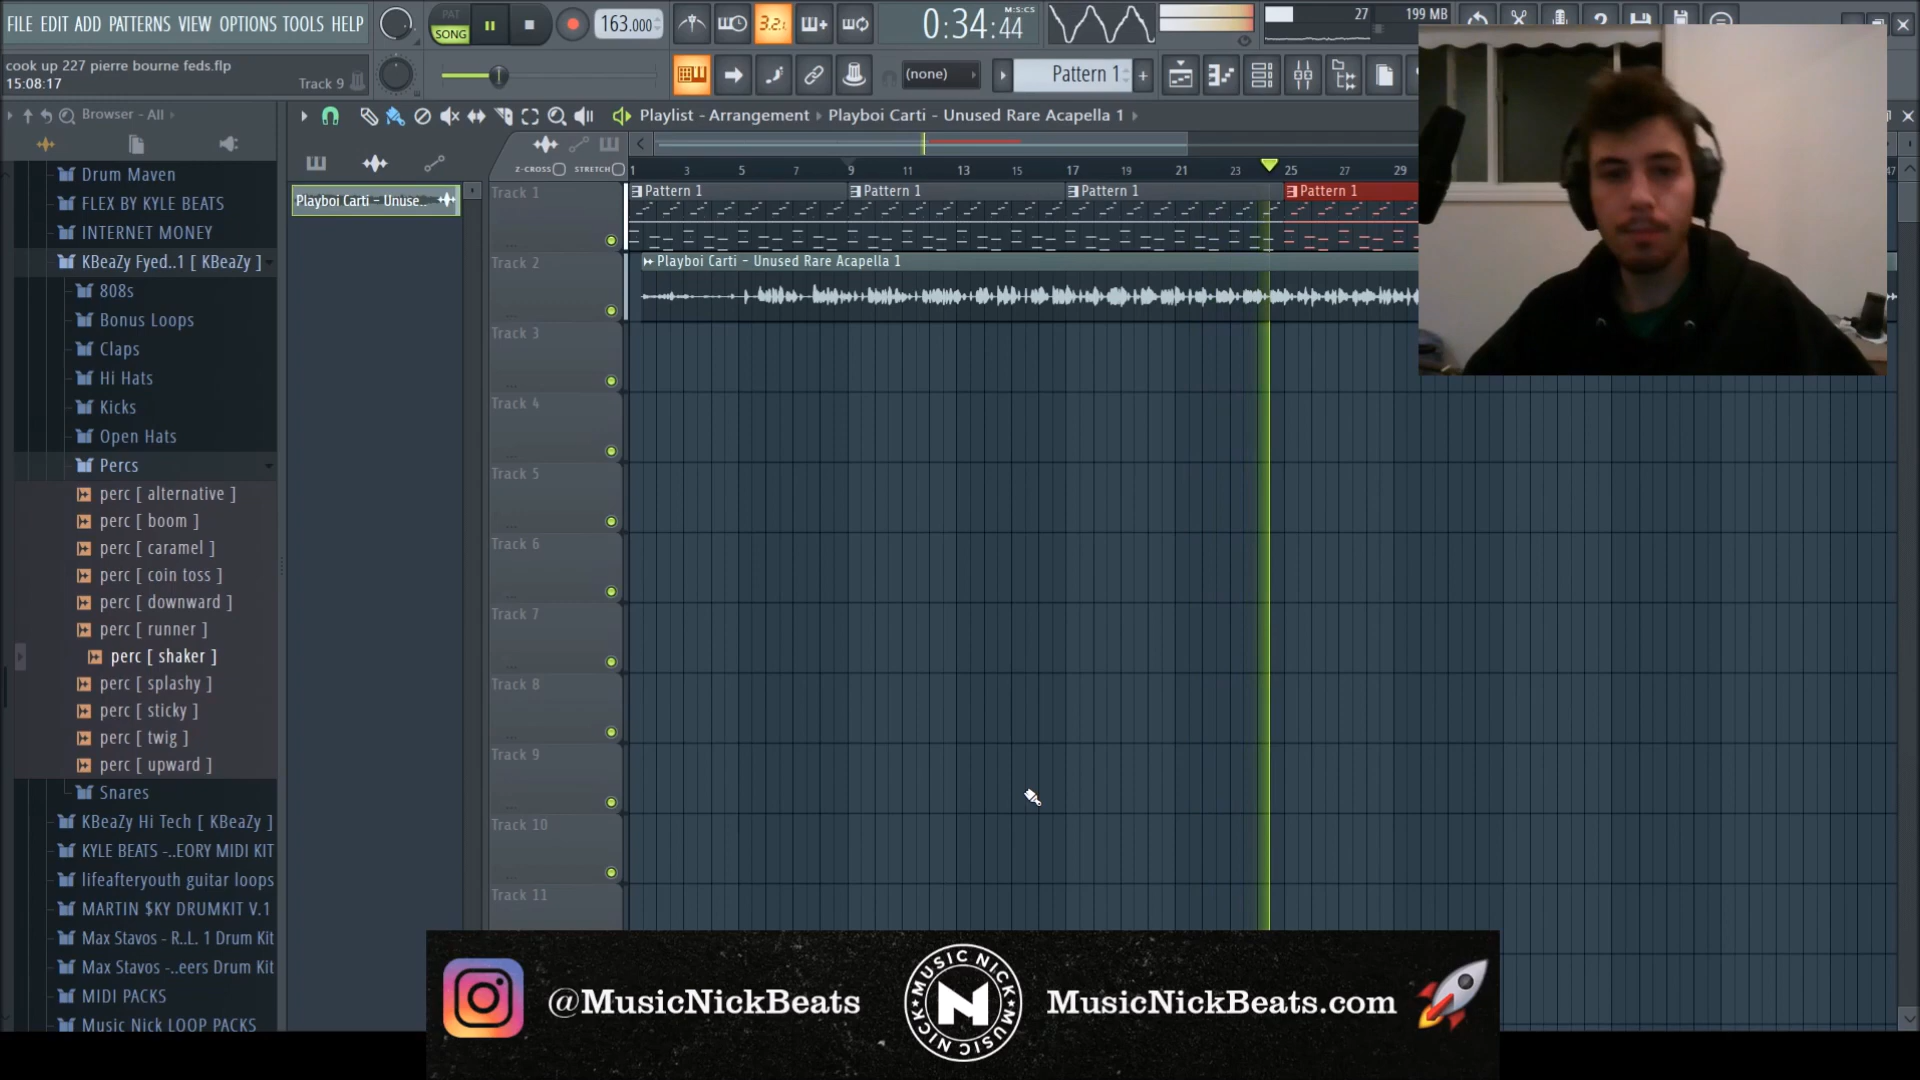 FILE EDIT ADD PATTERNS VIEW OPTIONS TOOLS HELP
PAT
SONG
163.000
3.2.
0:34:44
M:S:CS
27
199 MB
cook up 227 pierre bourne feds.flp
15:08:17
Track 9
(none)
Pattern 1
Browser - All
Playlist - Arrangement
Playboi Carti - Unused Rare Acapella 1
Z-CROSS
STRETCH
1 3 5 7 9 11 13 15 17 19 21 23 25 27 29
47
Playboi Carti - Unuse..
Track 1
Pattern 1
Pattern 1
Pattern 1
Pattern 1
Track 2
Playboi Carti - Unused Rare Acapella 1
Track 3
Track 4
Track 5
Track 6
Track 7
Track 8
Track 9
Track 10
Track 11
Drum Maven
FLEX BY KYLE BEATS
INTERNET MONEY
KBeaZy Fyed..1 [ KBeaZy ]
808s
Bonus Loops
Claps
Hi Hats
Kicks
Open Hats
Percs
perc [ alternative ]
perc [ boom ]
perc [ caramel ]
perc [ coin toss ]
perc [ downward ]
perc [ runner ]
perc [ shaker ]
perc [ splashy ]
perc [ sticky ]
perc [ twig ]
perc [ upward ]
Snares
KBeaZy Hi Tech [ KBeaZy ]
KYLE BEATS -..EORY MIDI KIT
lifeafteryouth guitar loops
MARTIN $KY DRUMKIT V.1
Max Stavos - R..L. 1 Drum Kit
Max Stavos -..eers Drum Kit
MIDI PACKS
Music Nick LOOP PACKS
@MusicNickBeats
MUSIC NICK MUSIC NICK
N
MusicNickBeats.com